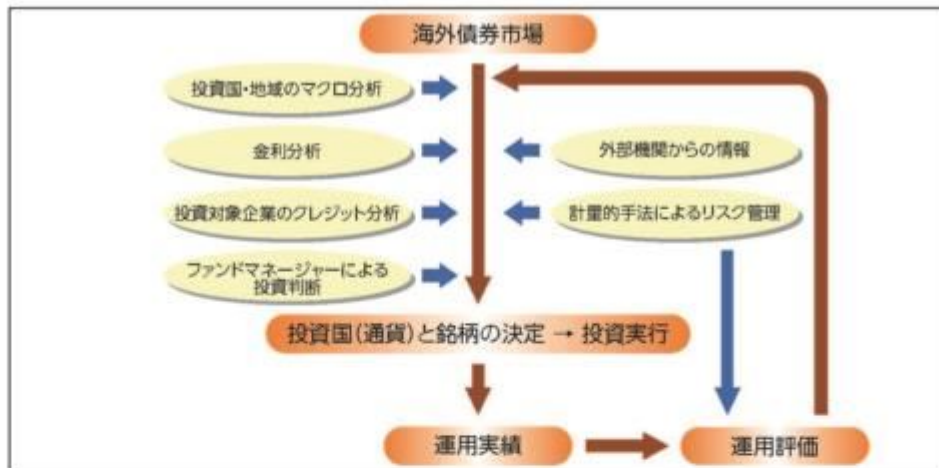 海外債券市場
投資国・地域のマクロ分析
金利分析
外部機関からの情報
投資対象企業のクレジット分析
計量的手法によるリスク管理
ファンドマネージャーによる
投資判断
投資国(通貨)と銘柄の決定 → 投資実行
運用実績
運用評価